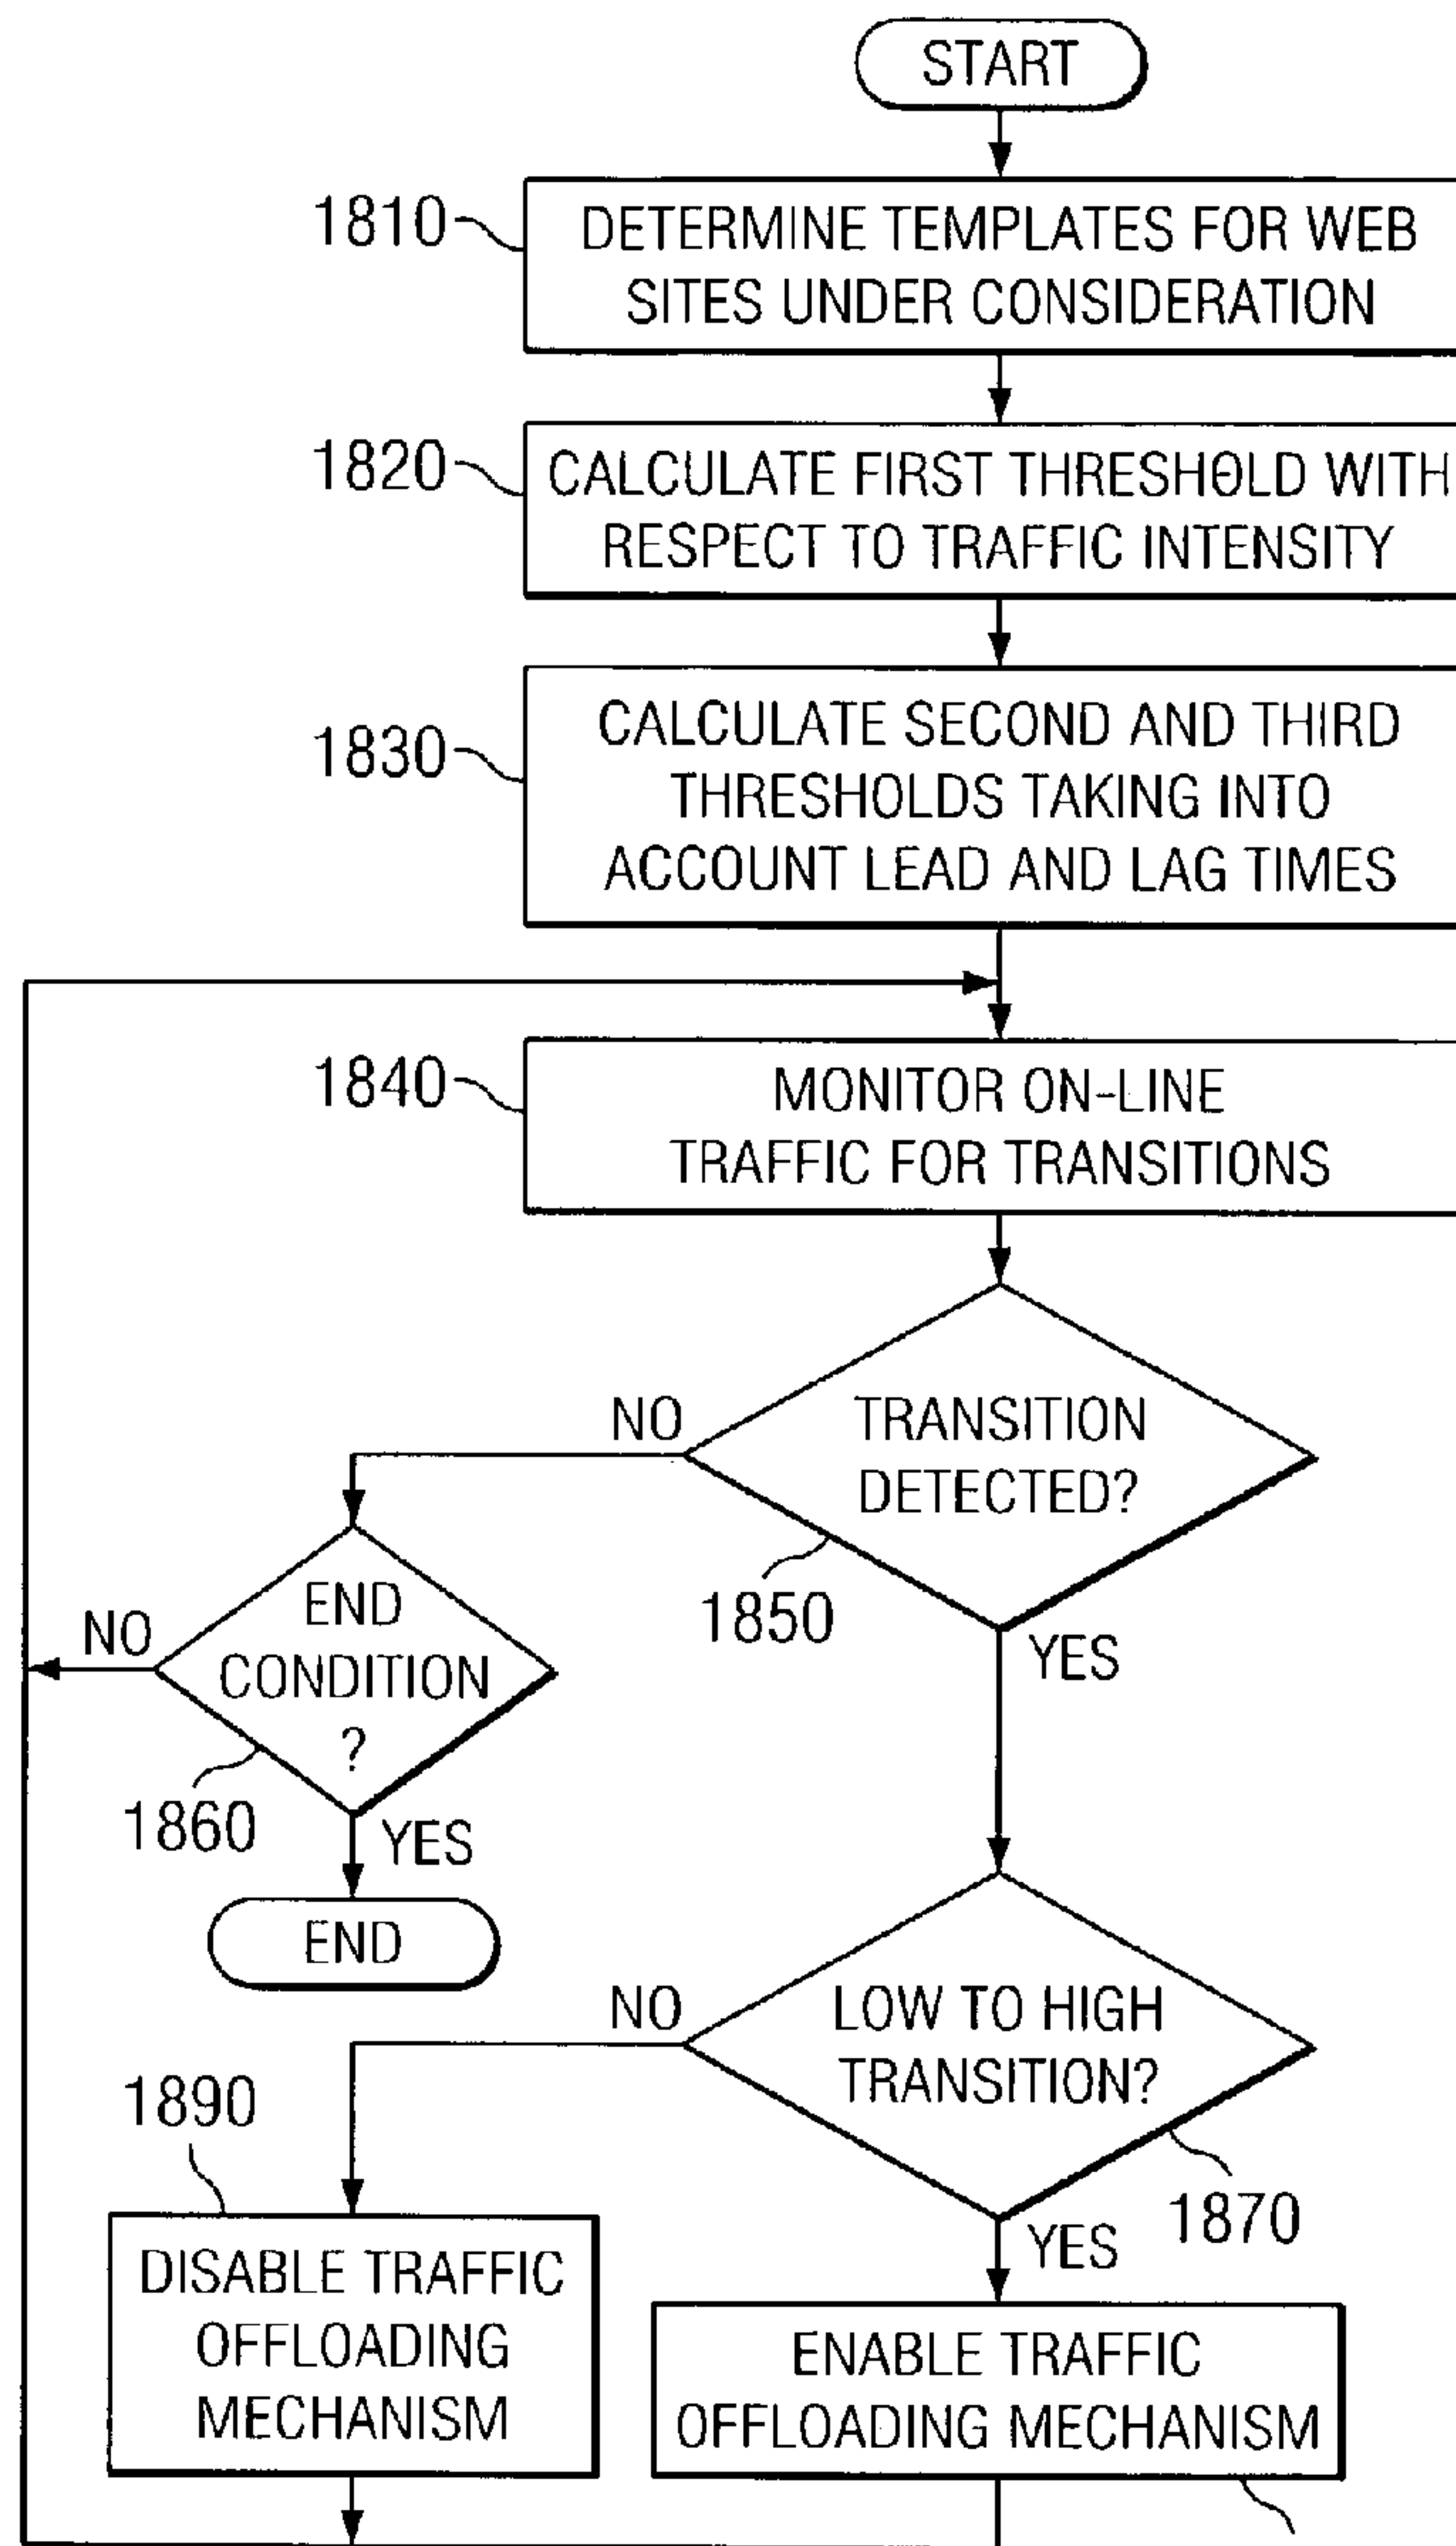 START
1810
DETERMINE TEMPLATES FOR WEB
SITES UNDER CONSIDERATION
1820
CALCULATE FIRST THRESHOLD WITH
RESPECT TO TRAFFIC INTENSITY
1830
CALCULATE SECOND AND THIRD
THRESHOLDS TAKING INTO
ACCOUNT LEAD AND LAG TIMES
1840
MONITOR ON-LINE
TRAFFIC FOR TRANSITIONS
NO
TRANSITION
DETECTED?
1850
YES
NO
END
CONDITION
?
1860
YES
END
NO
LOW TO HIGH
TRANSITION?
1870
YES
1890
DISABLE TRAFFIC
OFFLOADING
MECHANISM
ENABLE TRAFFIC
OFFLOADING MECHANISM